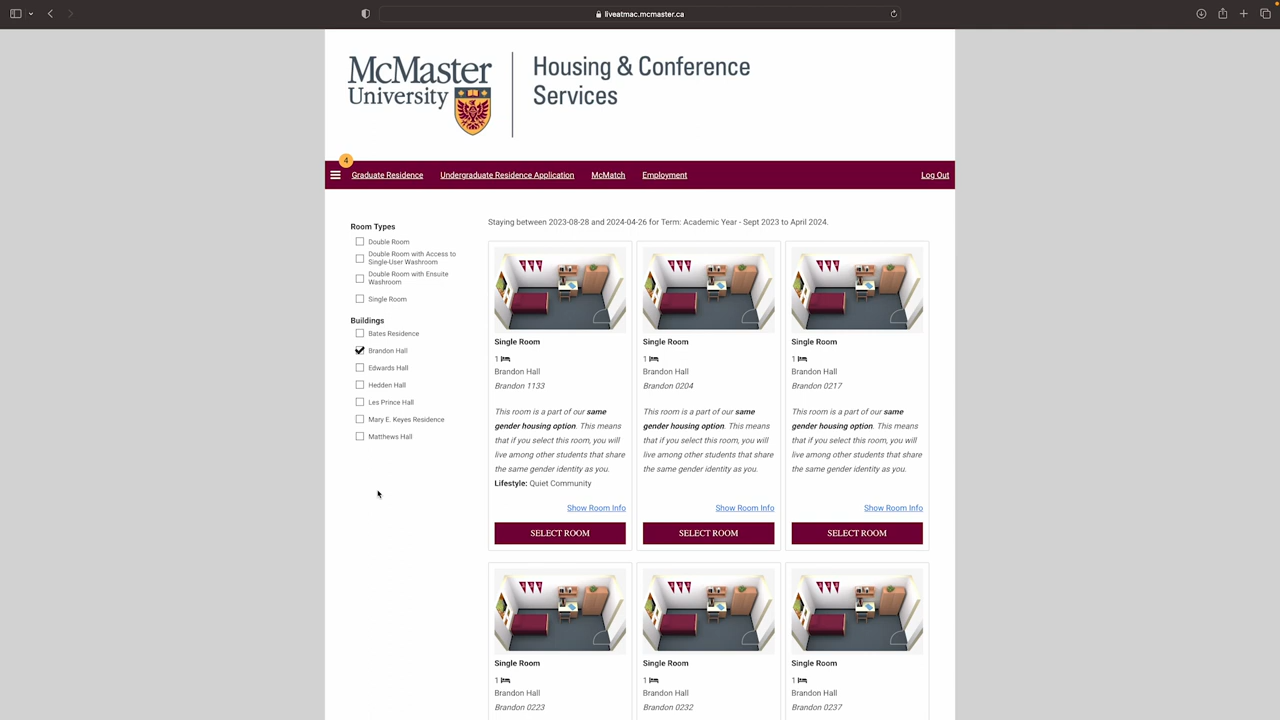 liveatmac.mcmaster.ca
McMaster
University
Housing & Conference
Services
4
Graduate Residence
Undergraduate Residence Application
McMatch
Employment
Log Out
Room Types
Double Room
Double Room with Access to
Single-User Washroom
Double Room with Ensuite
Washroom
Single Room
Buildings
Bates Residence
Brandon Hall
Edwards Hall
Hedden Hall
Les Prince Hall
Mary E. Keyes Residence
Matthews Hall
Staying between 2023-08-28 and 2024-04-26 for Term: Academic Year - Sept 2023 to April 2024.
Single Room
1
Brandon Hall
Brandon 1133
This room is a part of our same
gender housing option. This means
that if you select this room, you will
live among other students that share
the same gender identity as you.
Lifestyle: Quiet Community
Show Room Info
SELECT ROOM
Single Room
1
Brandon Hall
Brandon 0204
This room is a part of our same
gender housing option. This means
that if you select this room, you will
live among other students that share
the same gender identity as you.
Show Room Info
SELECT ROOM
Single Room
1
Brandon Hall
Brandon 0217
This room is a part of our same
gender housing option. This means
that if you select this room, you will
live among other students that share
the same gender identity as you.
Show Room Info
SELECT ROOM
Single Room
1
Brandon Hall
Brandon 0223
Single Room
1
Brandon Hall
Brandon 0232
Single Room
1
Brandon Hall
Brandon 0237